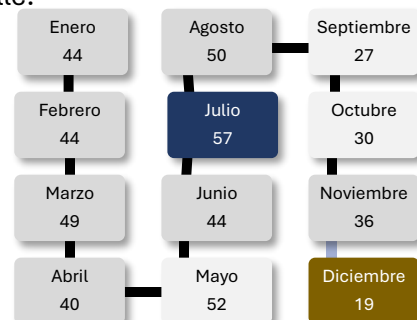 Enero
44
Febrero
44
Marzo
49
Abril
40
Mayo
52
Junio
44
Julio
57
Agosto
50
Septiembre
27
Octubre
30
Noviembre
36
Diciembre
19